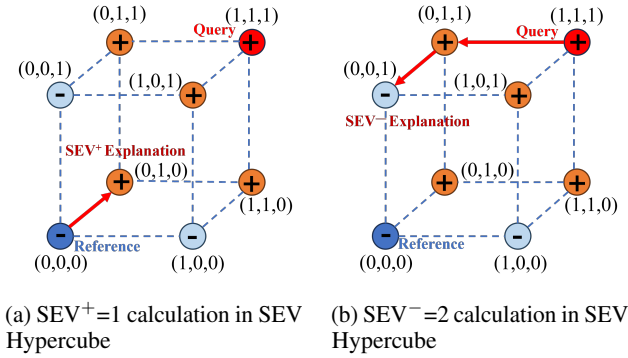 (0,1,1) (1,1,1)
Query
+ +
(0,0,1)
(1,0,1)
- +
SEV+ Explanation
(0,1,0)
+ +
(1,1,0)
- -
Reference
(0,0,0) (1,0,0)
(a) SEV+=1 calculation in SEV
Hypercube
(0,1,1) (1,1,1)
Query
+ +
(0,0,1)
(1,0,1)
- +
SEV− Explanation
(0,1,0)
+ +
(1,1,0)
- -
Reference
(0,0,0) (1,0,0)
(b) SEV−=2 calculation in SEV
Hypercube